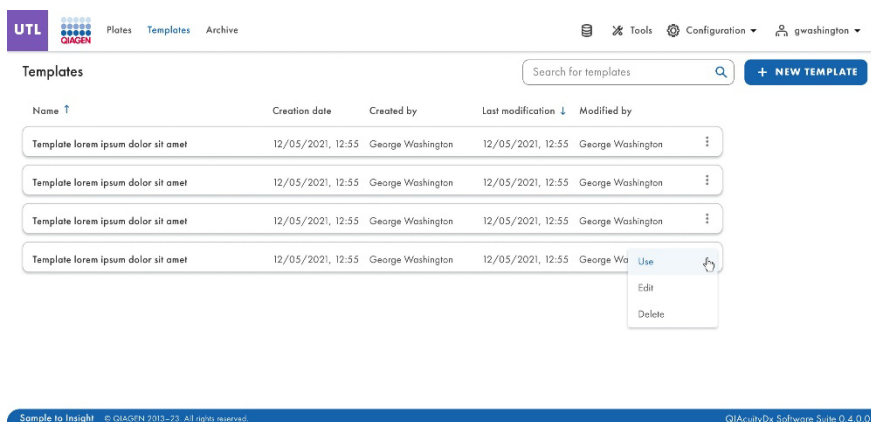 UTL QIAGEN Plates Templates Archive Tools Configuration gwashington
Templates Search for templates + NEW TEMPLATE
Name ↑ Creation date Created by Last modification ↓ Modified by
Template lorem ipsum dolor sit amet 12/05/2021, 12:55 George Washington 12/05/2021, 12:55 George Washington
Template lorem ipsum dolor sit amet 12/05/2021, 12:55 George Washington 12/05/2021, 12:55 George Washington
Template lorem ipsum dolor sit amet 12/05/2021, 12:55 George Washington 12/05/2021, 12:55 George Washington
Template lorem ipsum dolor sit amet 12/05/2021, 12:55 George Washington 12/05/2021, 12:55 George Wa
Use
Edit
Delete
Sample to Insight © QIAGEN 2013–23. All rights reserved. QIAcuityDx Software Suite 0.4.0.0